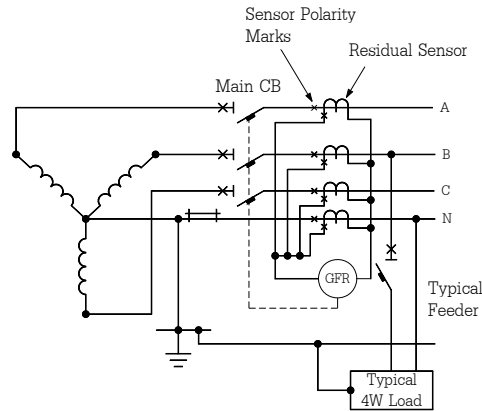 Sensor Polarity
Marks
Residual Sensor
Main CB
A
B
C
N
GFR
Typical
Feeder
Typical
4W Load